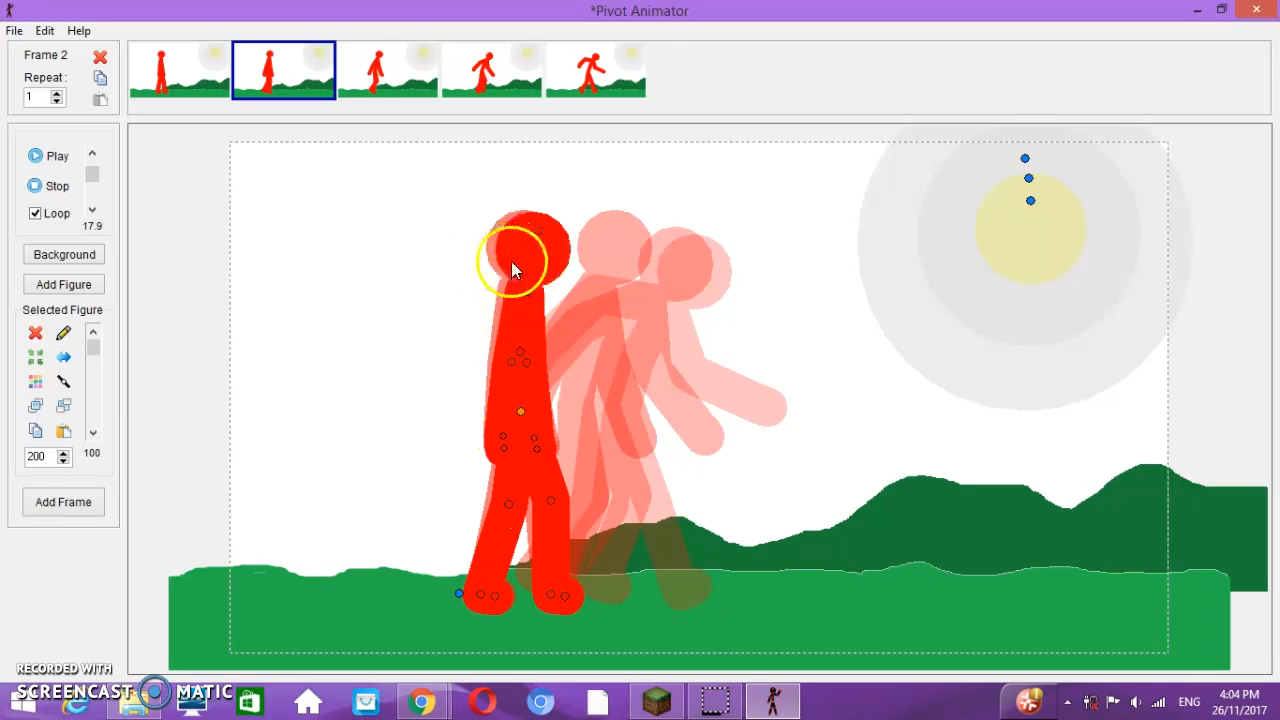 *Pivot Animator
File Edit Help
Frame 2
Repeat :
1
Play
Stop
Loop
17.9
Background
Add Figure
Selected Figure
200
100
Add Frame
RECORDED WITH
SCREENCAST MATIC
ENG
4:04 PM
26/11/2017